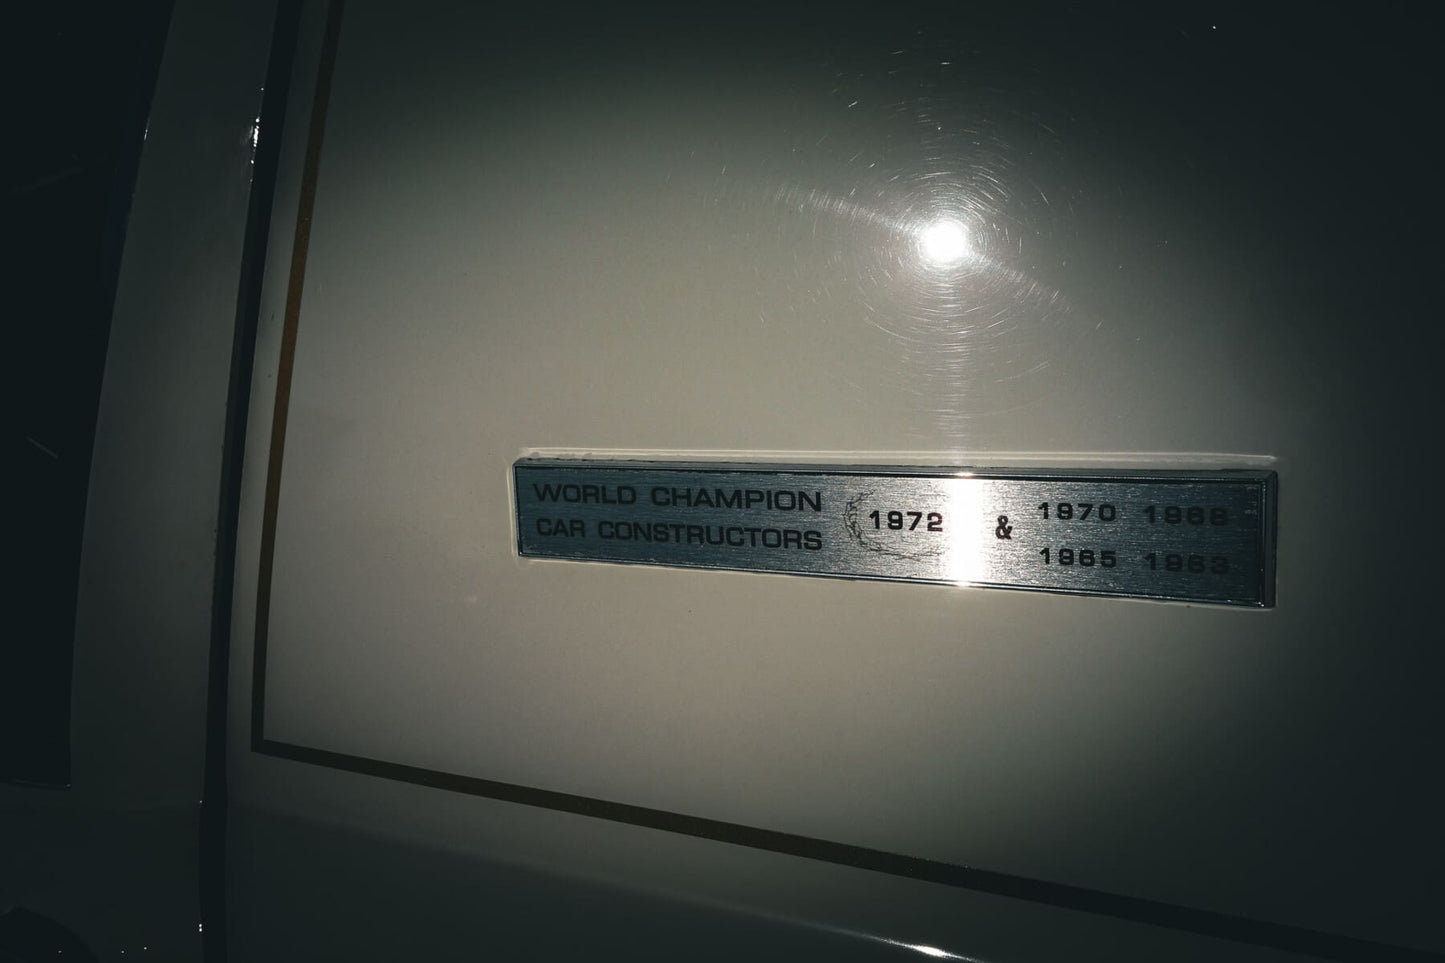 WORLD CHAMPION
CAR CONSTRUCTORS
1972 &
1970 1968
1965 1963